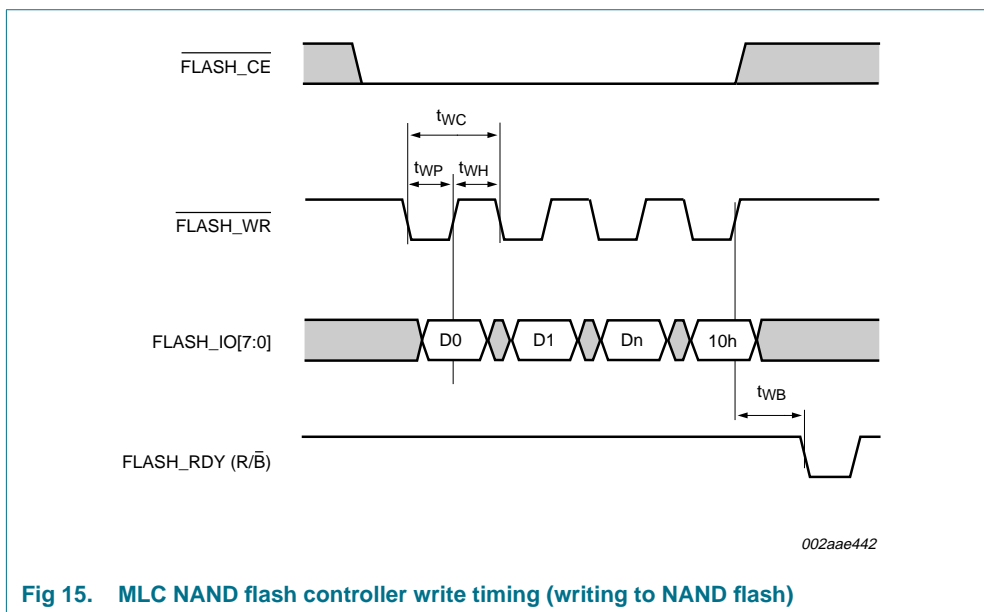 FLASH_CE
tWC
tWP tWH
FLASH_WR
FLASH_IO[7:0] D0 D1 Dn 10h
tWB
FLASH_RDY (R/B̅)
002aae442
Fig 15. MLC NAND flash controller write timing (writing to NAND flash)